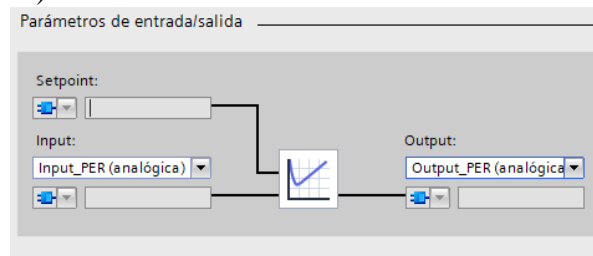 Parámetros de entrada/salida
Setpoint:
Input:
Output:
Input_PER (analógica)
Output_PER (analógica